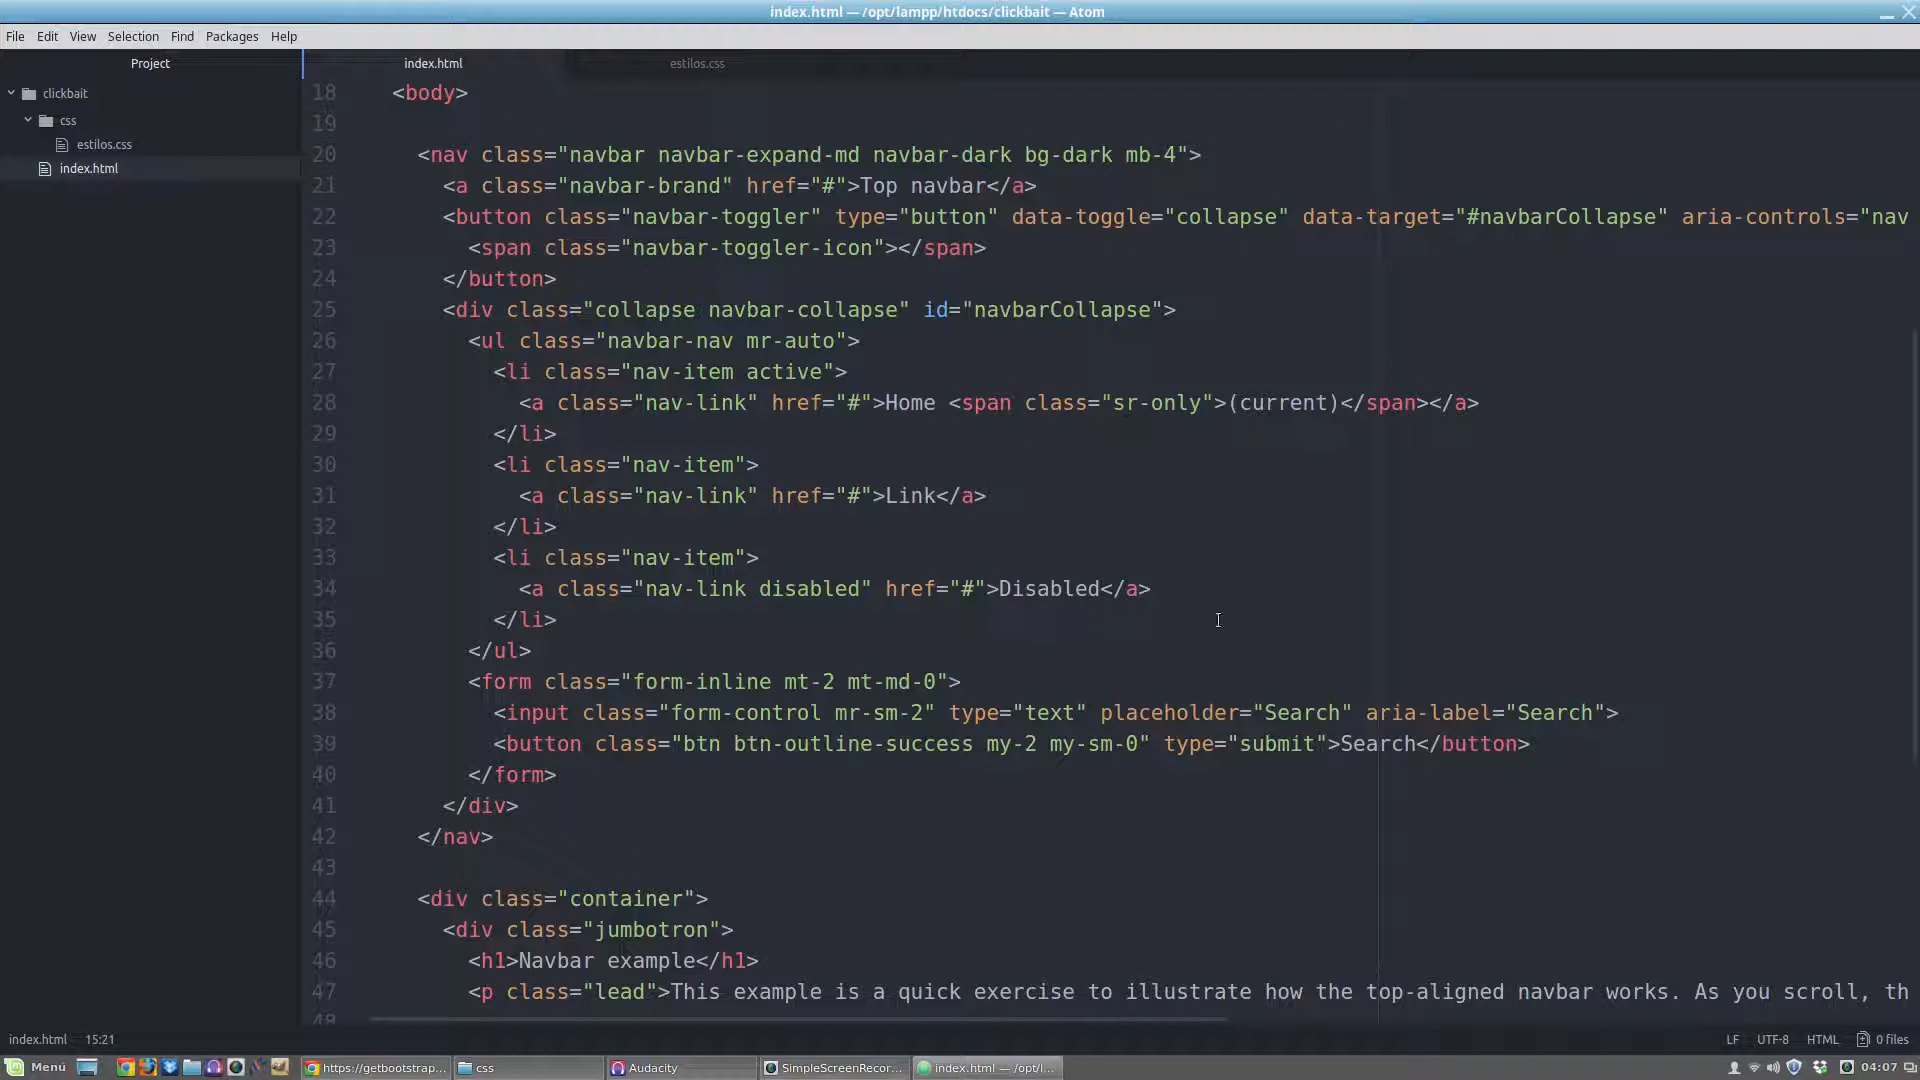 index.html — /opt/lampp/htdocs/clickbait — Atom
File Edit View Selection Find Packages Help
Project
index.html
estilos.css
clickbait
css
estilos.css
index.html
18 <body>
19
20 <nav class="navbar navbar-expand-md navbar-dark bg-dark mb-4">
21 <a class="navbar-brand" href="#">Top navbar</a>
22 <button class="navbar-toggler" type="button" data-toggle="collapse" data-target="#navbarCollapse" aria-controls="nav
23 <span class="navbar-toggler-icon"></span>
24 </button>
25 <div class="collapse navbar-collapse" id="navbarCollapse">
26 <ul class="navbar-nav mr-auto">
27 <li class="nav-item active">
28 <a class="nav-link" href="#">Home <span class="sr-only">(current)</span></a>
29 </li>
30 <li class="nav-item">
31 <a class="nav-link" href="#">Link</a>
32 </li>
33 <li class="nav-item">
34 <a class="nav-link disabled" href="#">Disabled</a>
35 </li>
36 </ul>
37 <form class="form-inline mt-2 mt-md-0">
38 <input class="form-control mr-sm-2" type="text" placeholder="Search" aria-label="Search">
39 <button class="btn btn-outline-success my-2 my-sm-0" type="submit">Search</button>
40 </form>
41 </div>
42 </nav>
43
44 <div class="container">
45 <div class="jumbotron">
46 <h1>Navbar example</h1>
47 <p class="lead">This example is a quick exercise to illustrate how the top-aligned navbar works. As you scroll, th
48
index.html 15:21 LF UTF-8 HTML 0 files
Menú https://getbootstrap... css Audacity SimpleScreenRecor... index.html — /opt/l... 04:07